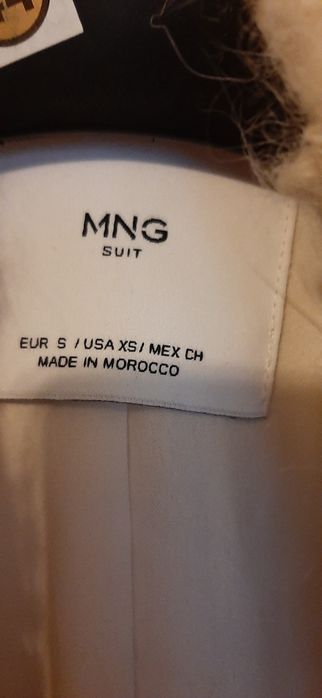 MNG
SUIT
EUR S / USA XS / MEX CH
MADE IN MOROCCO